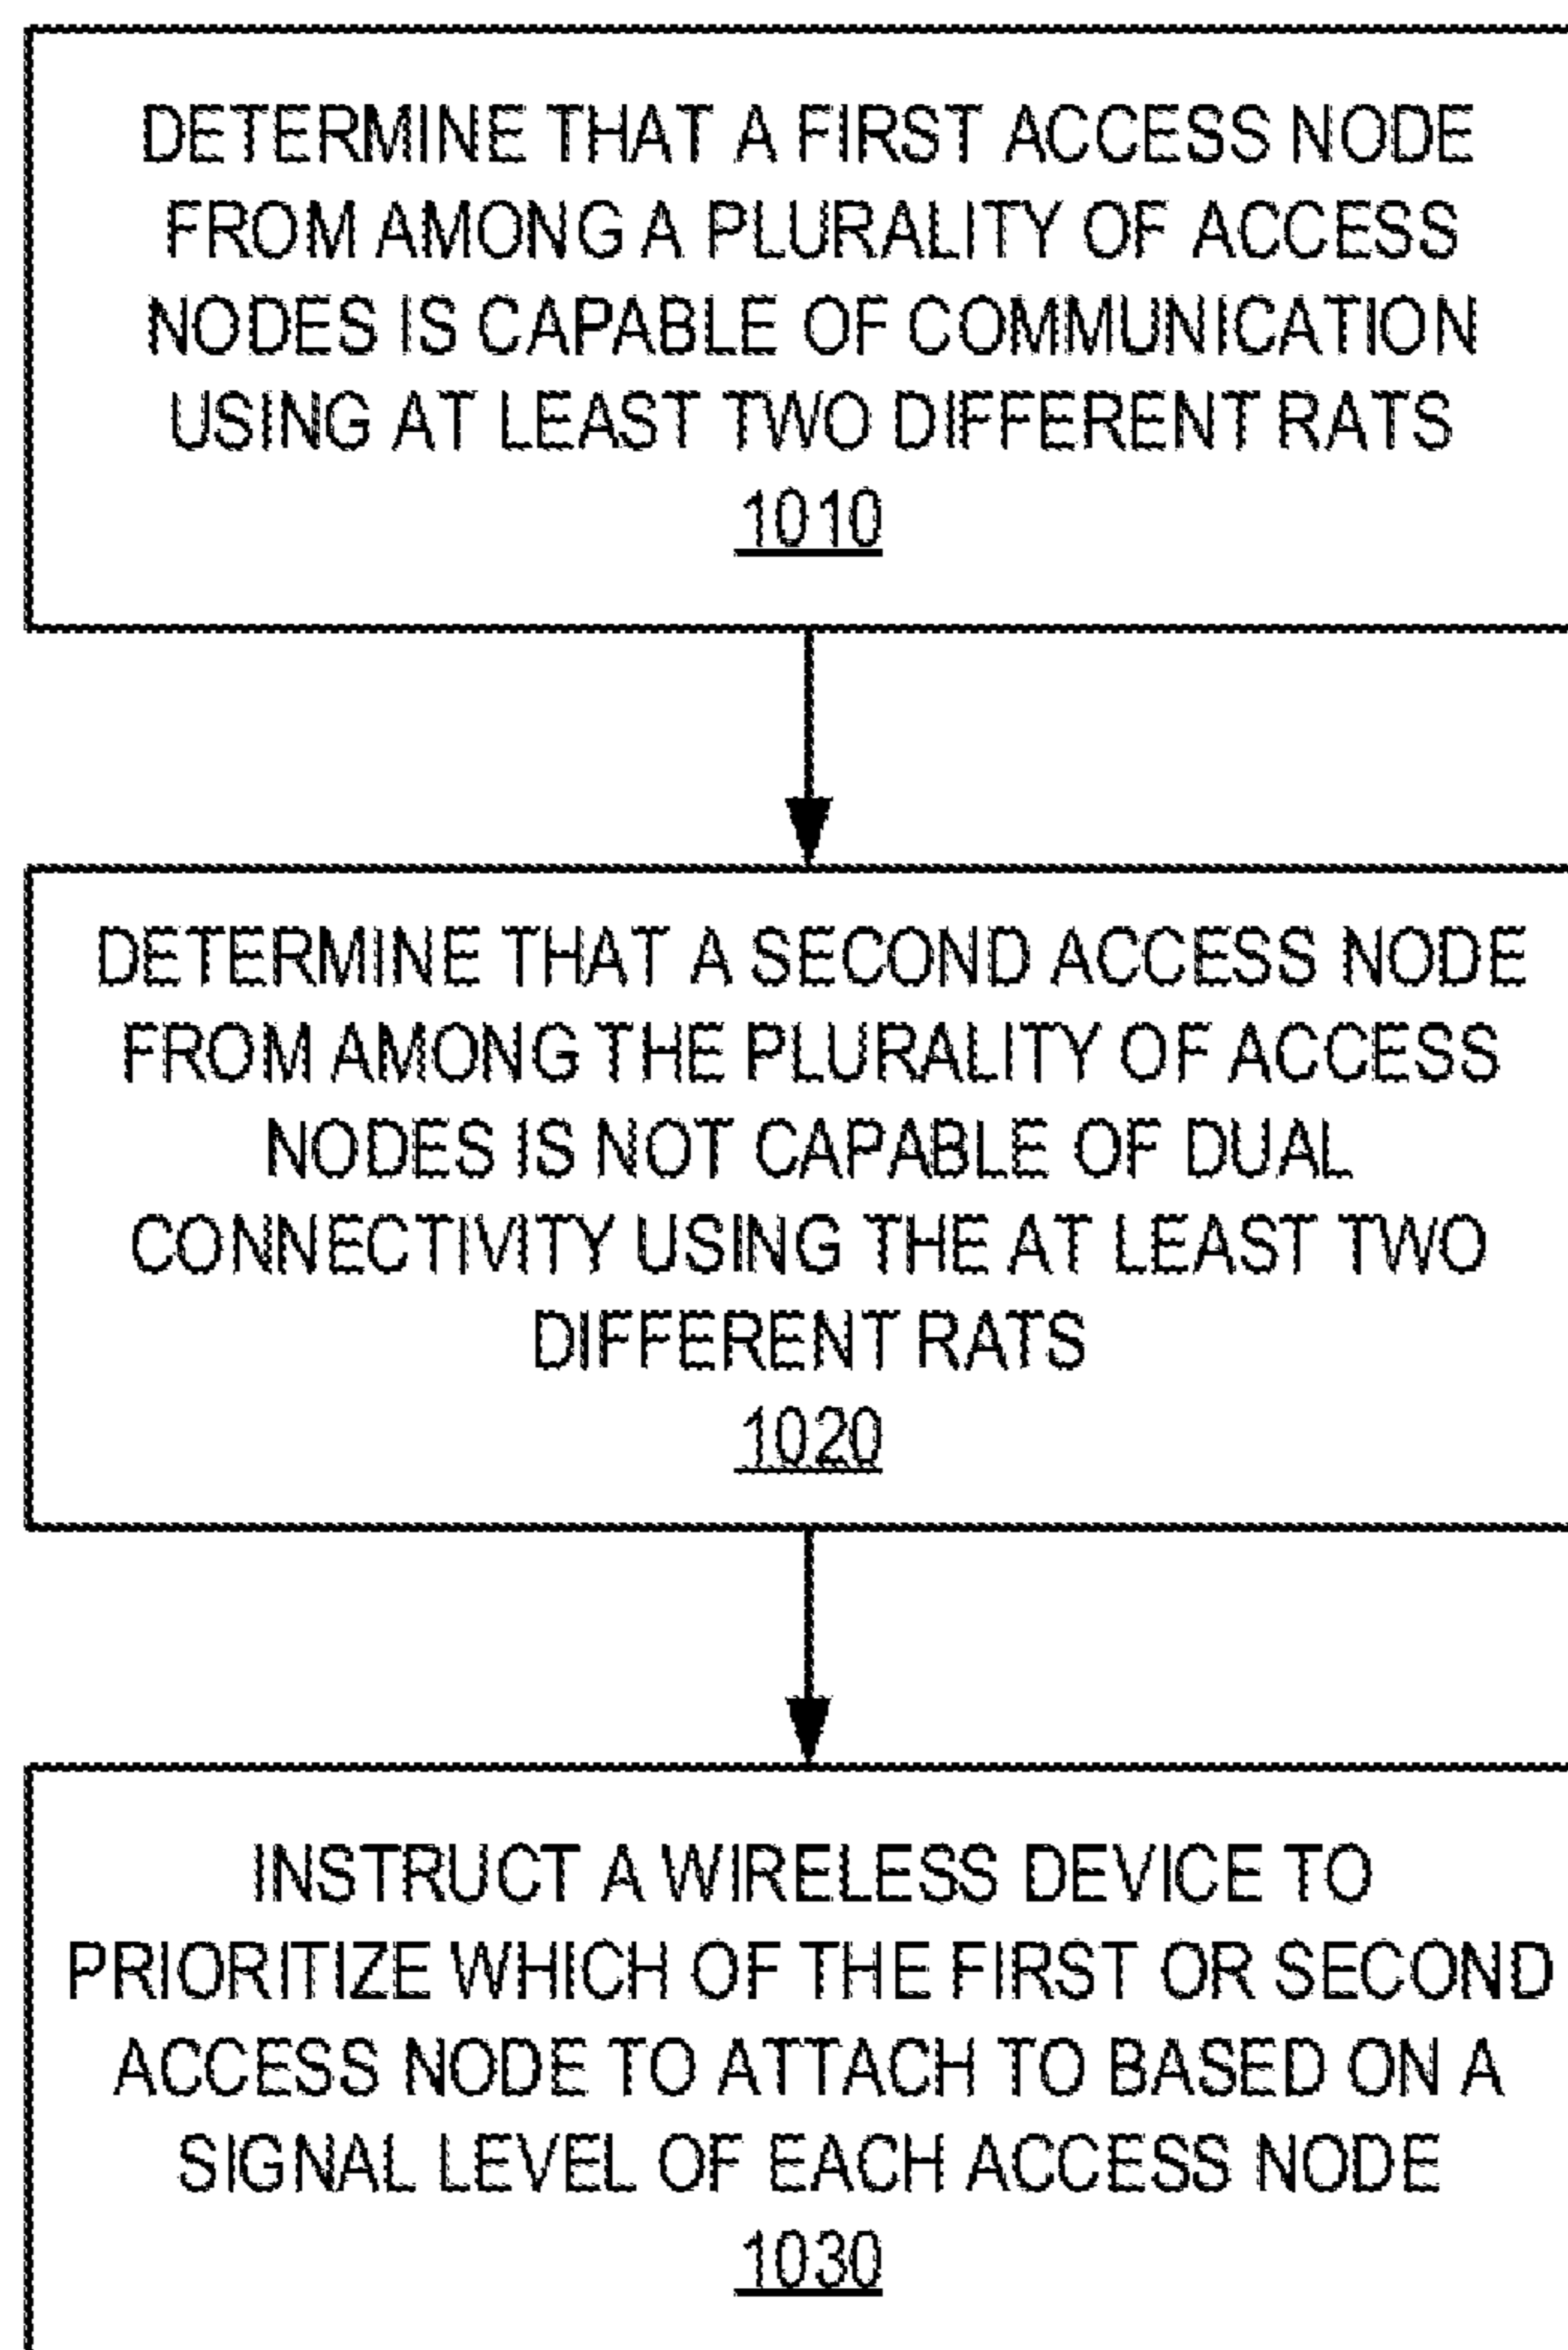 DETERMINE THAT A FIRST ACCESS NODE
FROM AMONG A PLURALITY OF ACCESS
NODES IS CAPABLE OF COMMUNICATION
USING AT LEAST TWO DIFFERENT RATS
1010
DETERMINE THAT A SECOND ACCESS NODE
FROM AMONG THE PLURALITY OF ACCESS
NODES IS NOT CAPABLE OF DUAL
CONNECTIVITY USING THE AT LEAST TWO
DIFFERENT RATS
1020
INSTRUCT A WIRELESS DEVICE TO
PRIORITIZE WHICH OF THE FIRST OR SECOND
ACCESS NODE TO ATTACH TO BASED ON A
SIGNAL LEVEL OF EACH ACCESS NODE
1030